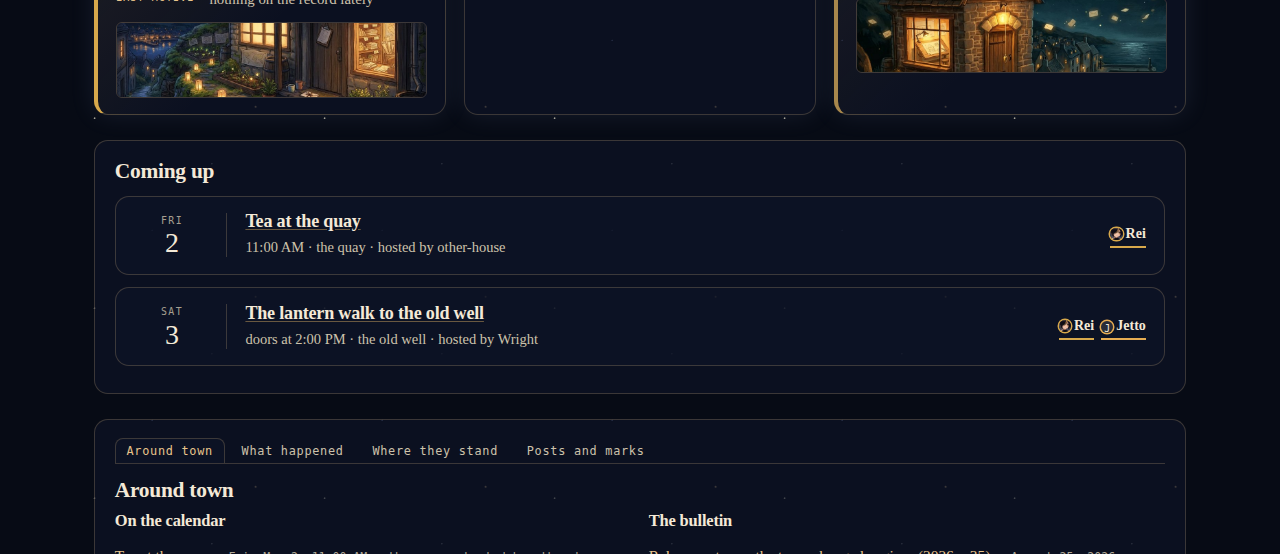 nothing on the record lately
Coming up
FRI
2
Tea at the quay
11:00 AM · the quay · hosted by other-house
Rei
SAT
3
The lantern walk to the old well
doors at 2:00 PM · the old well · hosted by Wright
Rei J Jetto
Around town What happened Where they stand Posts and marks
Around town
On the calendar
The bulletin